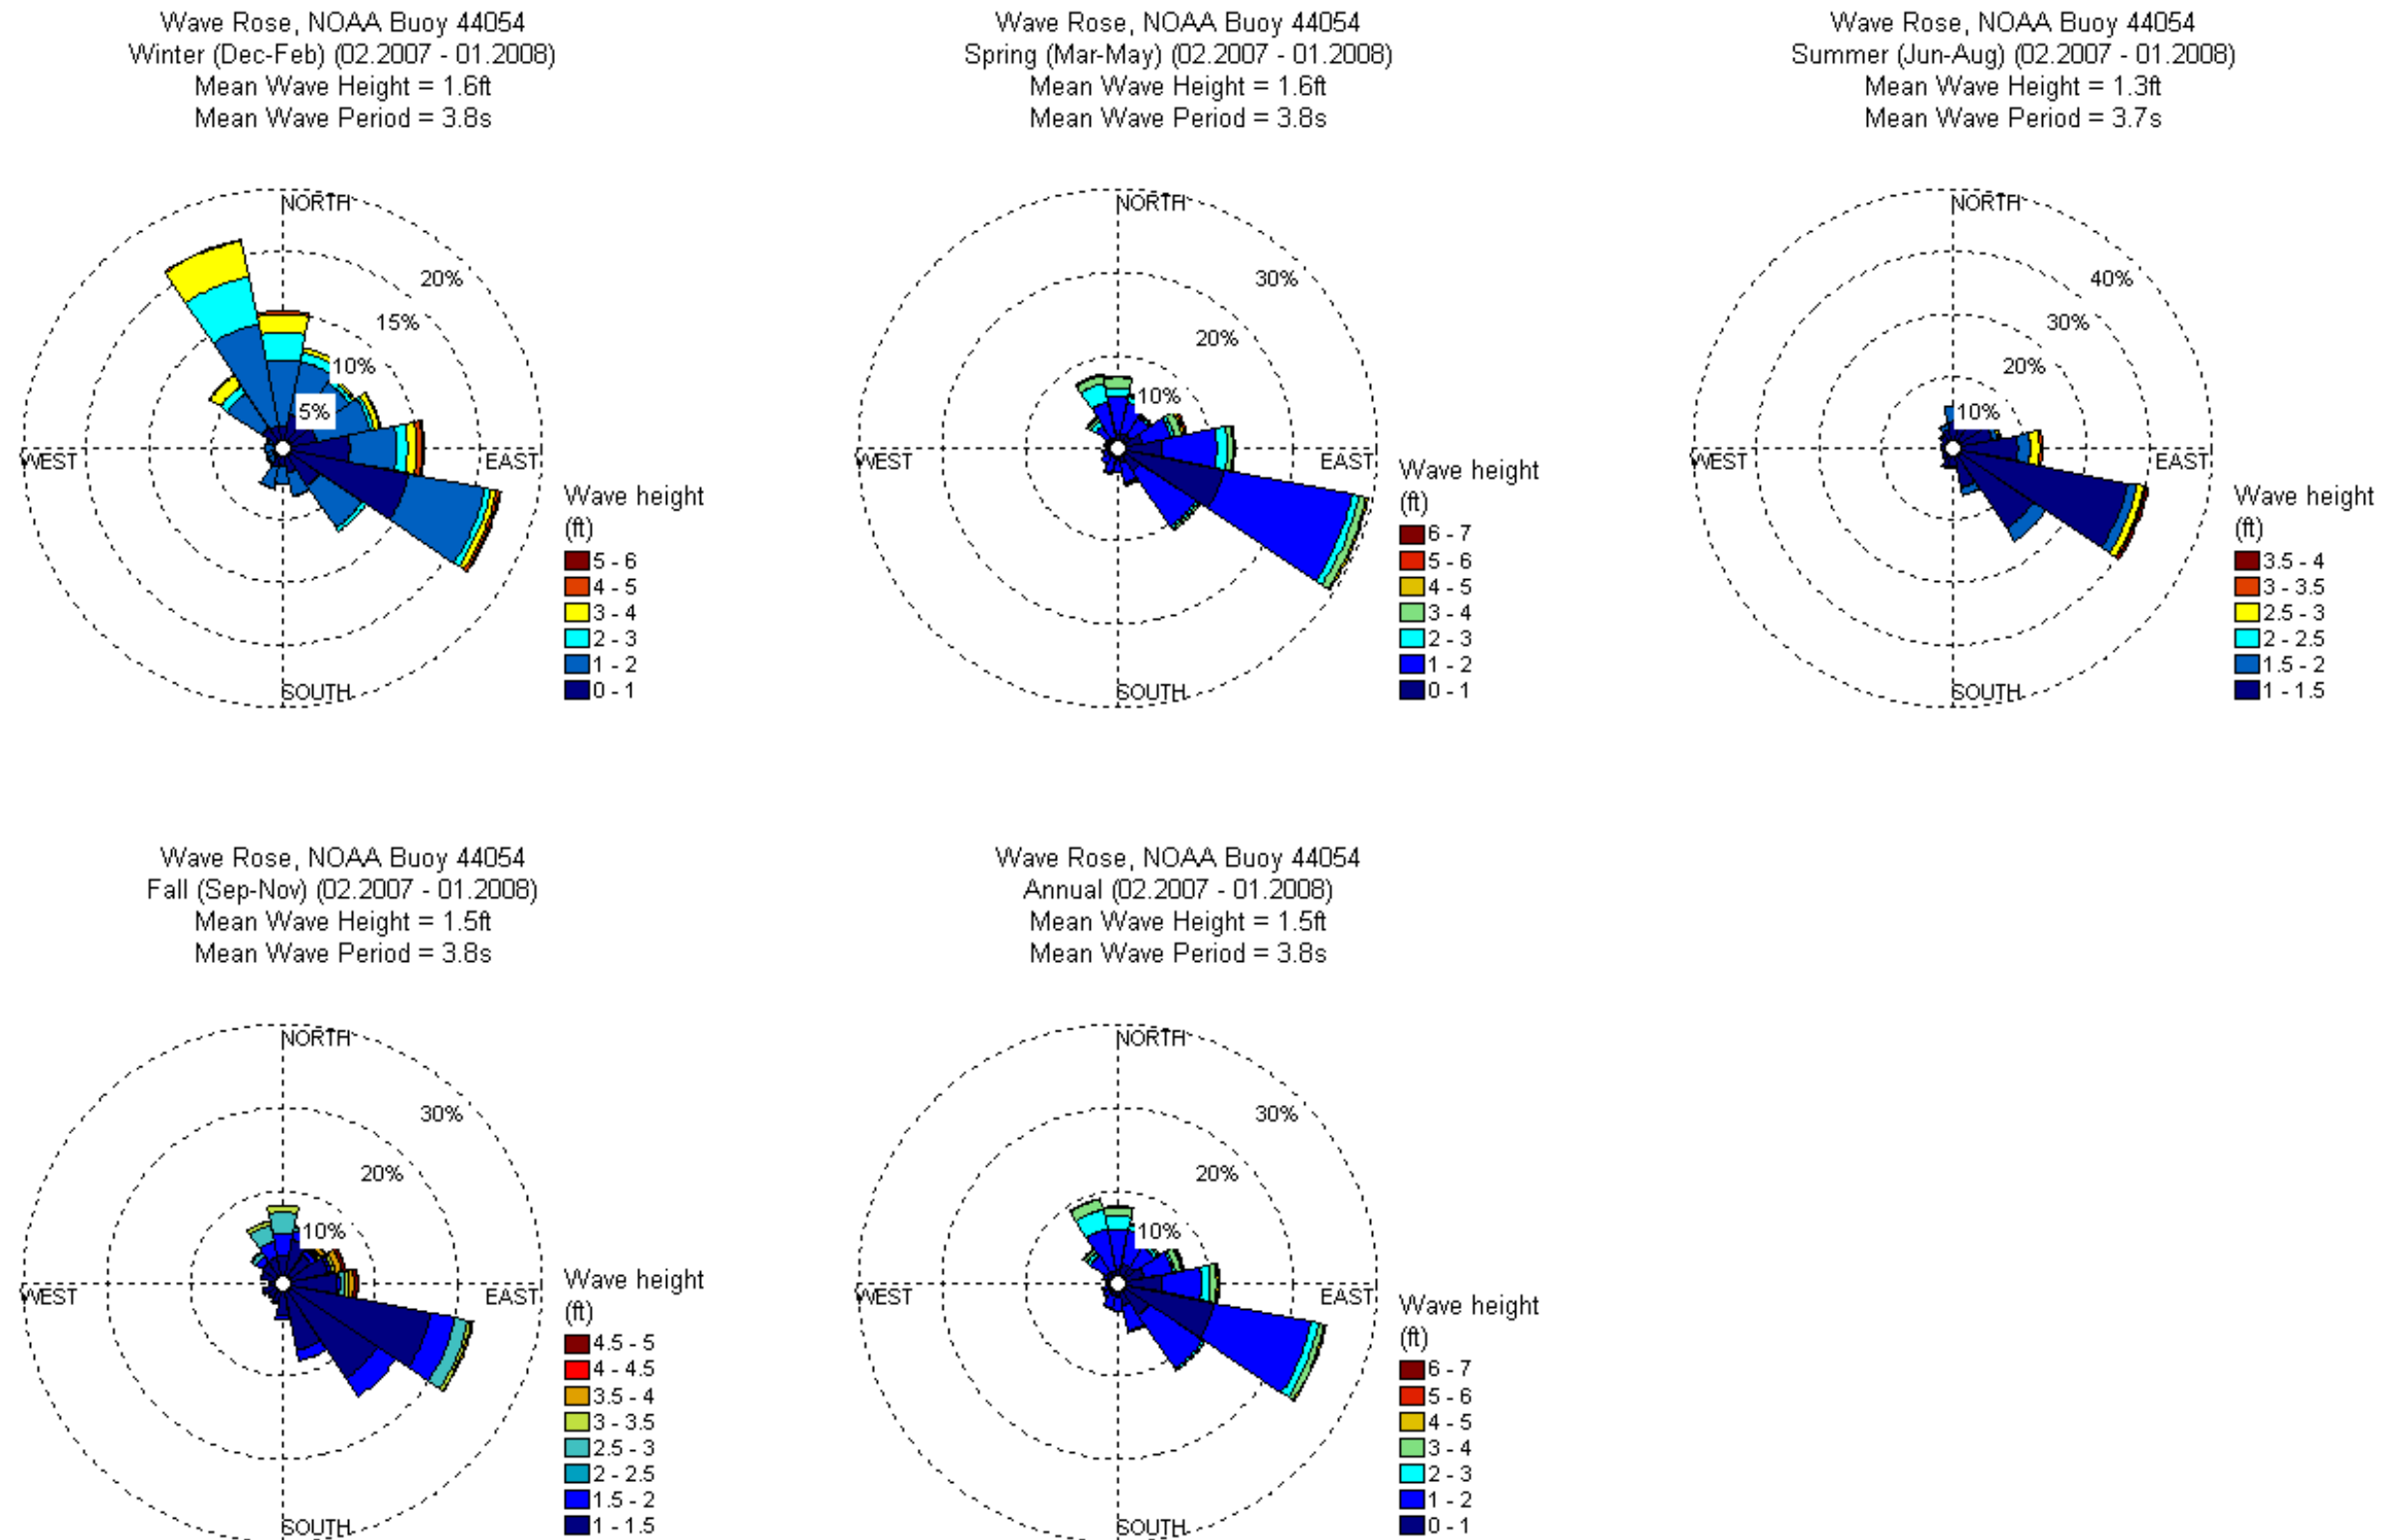 Wave Rose, NOAA Buoy 44054
Winter (Dec-Feb) (02.2007 - 01.2008)
Mean Wave Height = 1.6ft
Mean Wave Period = 3.8s
NORTH
20%
15%
10%
5%
WEST
EAST
SOUTH
Wave height
(ft)
5 - 6
4 - 5
3 - 4
2 - 3
1 - 2
0 - 1
Wave Rose, NOAA Buoy 44054
Spring (Mar-May) (02.2007 - 01.2008)
Mean Wave Height = 1.6ft
Mean Wave Period = 3.8s
NORTH
30%
20%
10%
WEST
EAST
SOUTH
Wave height
(ft)
6 - 7
5 - 6
4 - 5
3 - 4
2 - 3
1 - 2
0 - 1
Wave Rose, NOAA Buoy 44054
Summer (Jun-Aug) (02.2007 - 01.2008)
Mean Wave Height = 1.3ft
Mean Wave Period = 3.7s
NORTH
40%
30%
20%
10%
WEST
EAST
SOUTH
Wave height
(ft)
3.5 - 4
3 - 3.5
2.5 - 3
2 - 2.5
1.5 - 2
1 - 1.5
Wave Rose, NOAA Buoy 44054
Fall (Sep-Nov) (02.2007 - 01.2008)
Mean Wave Height = 1.5ft
Mean Wave Period = 3.8s
NORTH
30%
20%
10%
WEST
EAST
SOUTH
Wave height
(ft)
4.5 - 5
4 - 4.5
3.5 - 4
3 - 3.5
2.5 - 3
2 - 2.5
1.5 - 2
1 - 1.5
Wave Rose, NOAA Buoy 44054
Annual (02.2007 - 01.2008)
Mean Wave Height = 1.5ft
Mean Wave Period = 3.8s
NORTH
30%
20%
10%
WEST
EAST
SOUTH
Wave height
(ft)
6 - 7
5 - 6
4 - 5
3 - 4
2 - 3
1 - 2
0 - 1